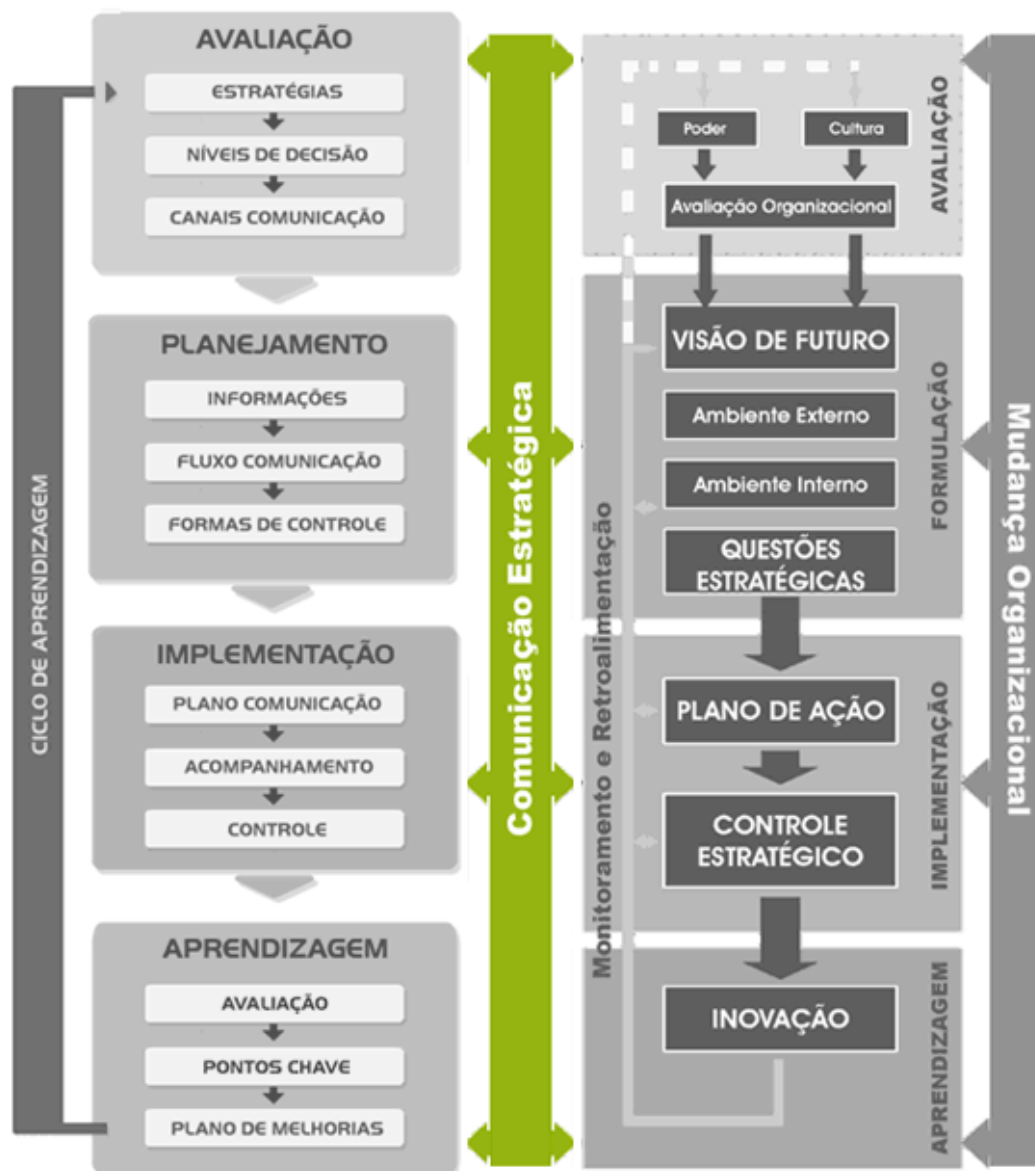 AVALIAÇÃO
ESTRATÉGIAS
NÍVEIS DE DECISÃO
CANAIS COMUNICAÇÃO
PLANEJAMENTO
INFORMAÇÕES
FLUXO COMUNICAÇÃO
FORMAS DE CONTROLE
IMPLEMENTAÇÃO
PLANO COMUNICAÇÃO
ACOMPANHAMENTO
CONTROLE
APRENDIZAGEM
AVALIAÇÃO
PONTOS CHAVE
PLANO DE MELHORIAS
CICLO DE APRENDIZAGEM
Comunicação Estratégica
Monitoramento e Retroalimentação
Poder
Cultura
Avaliação Organizacional
AVALIAÇÃO
VISÃO DE FUTURO
Ambiente Externo
Ambiente Interno
QUESTÕES
ESTRATÉGICAS
FORMULAÇÃO
PLANO DE AÇÃO
CONTROLE
ESTRATÉGICO
IMPLEMENTAÇÃO
INOVAÇÃO
APRENDIZAGEM
Mudança Organizacional